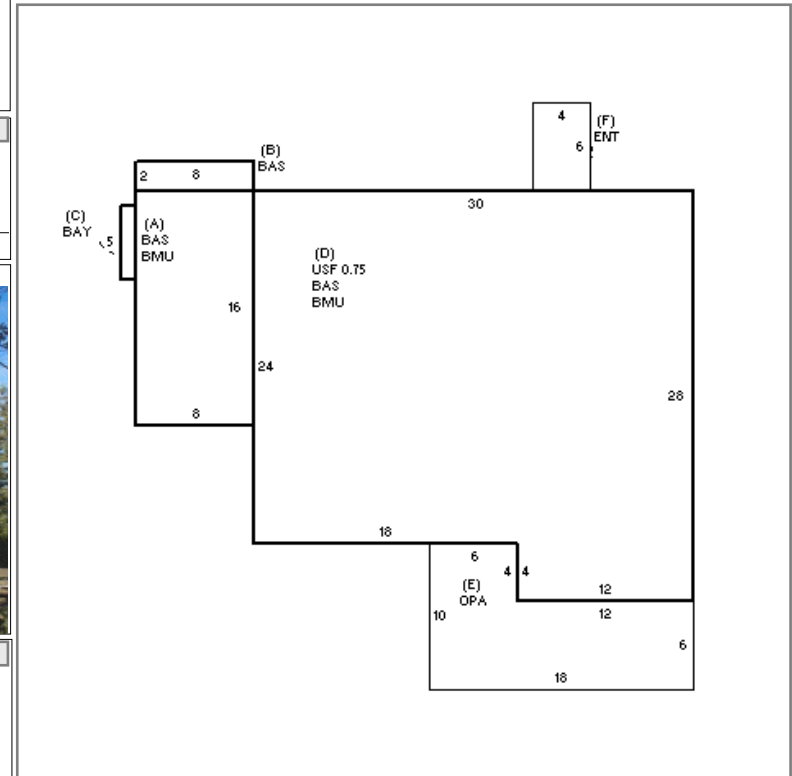 4
(F)
ENT
6
(B)
BAS
2
8
30
(C)
BAY
5
(A)
BAS
BMU
(D)
USF 0.75
BAS
BMU
16
24
28
8
18
6
4
4
(E)
OPA
12
10
12
6
18